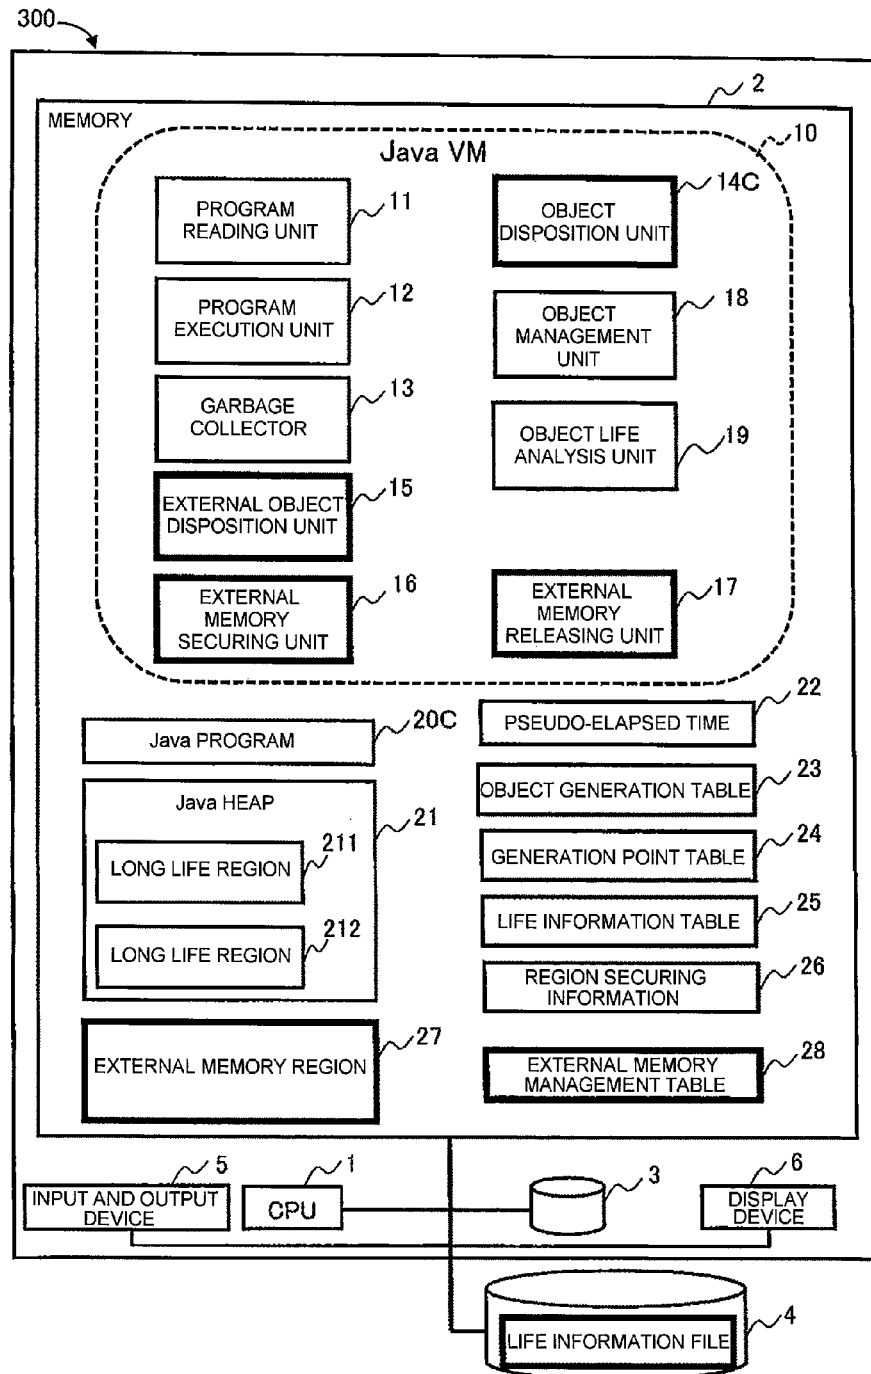 300
2
MEMORY
10
Java VM
PROGRAM
READING UNIT
11
OBJECT
DISPOSITION UNIT
14C
PROGRAM
EXECUTION UNIT
12
OBJECT
MANAGEMENT
UNIT
18
GARBAGE
COLLECTOR
13
OBJECT LIFE
ANALYSIS UNIT
19
EXTERNAL OBJECT
DISPOSITION UNIT
15
EXTERNAL
MEMORY
SECURING UNIT
16
EXTERNAL
MEMORY
RELEASING UNIT
17
Java PROGRAM
20C
PSEUDO-ELAPSED TIME
22
Java HEAP
21
OBJECT GENERATION TABLE
23
LONG LIFE REGION
211
GENERATION POINT TABLE
24
LONG LIFE REGION
212
LIFE INFORMATION TABLE
25
REGION SECURING
INFORMATION
26
EXTERNAL MEMORY REGION
27
EXTERNAL MEMORY
MANAGEMENT TABLE
28
INPUT AND OUTPUT
DEVICE
5
CPU
1
3
DISPLAY
DEVICE
6
LIFE INFORMATION FILE
4